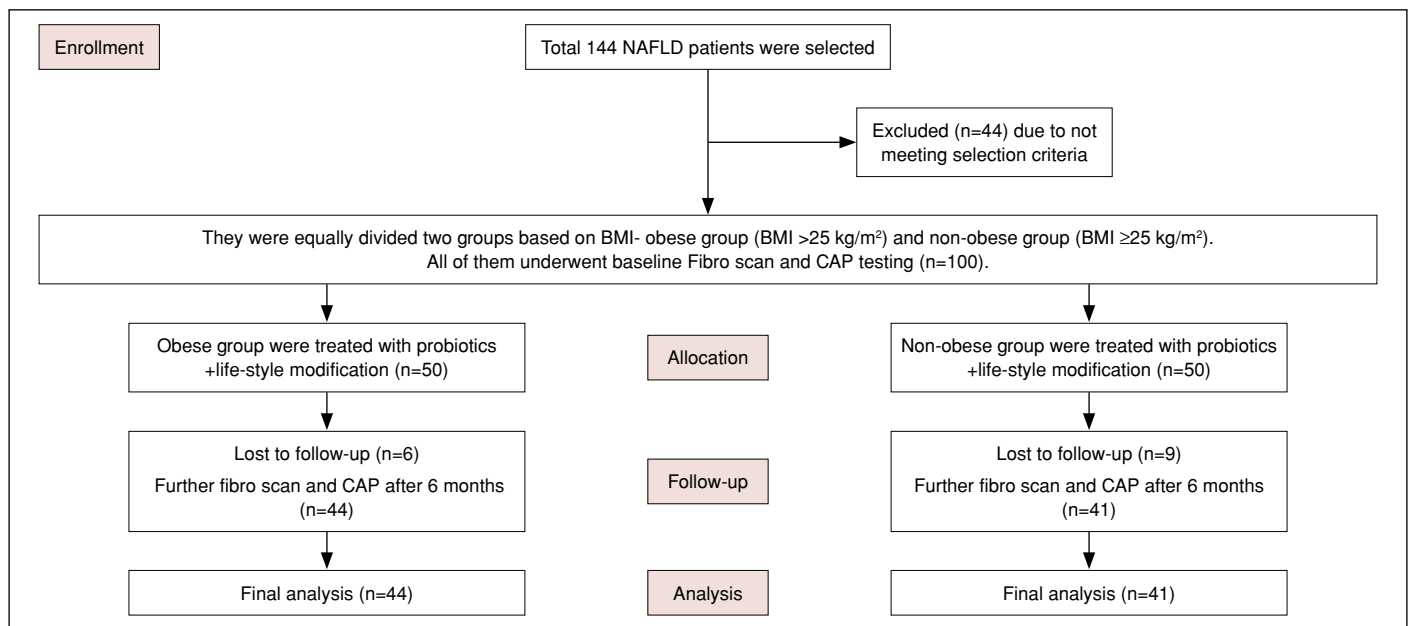 Enrollment
Total 144 NAFLD patients were selected
Excluded (n=44) due to not
meeting selection criteria
They were equally divided two groups based on BMI- obese group (BMI >25 kg/m²) and non-obese group (BMI ≥25 kg/m²).
All of them underwent baseline Fibro scan and CAP testing (n=100).
Obese group were treated with probiotics
+life-style modification (n=50)
Allocation
Non-obese group were treated with probiotics
+life-style modification (n=50)
Lost to follow-up (n=6)
Further fibro scan and CAP after 6 months
(n=44)
Follow-up
Lost to follow-up (n=9)
Further fibro scan and CAP after 6 months
(n=41)
Final analysis (n=44)
Analysis
Final analysis (n=41)